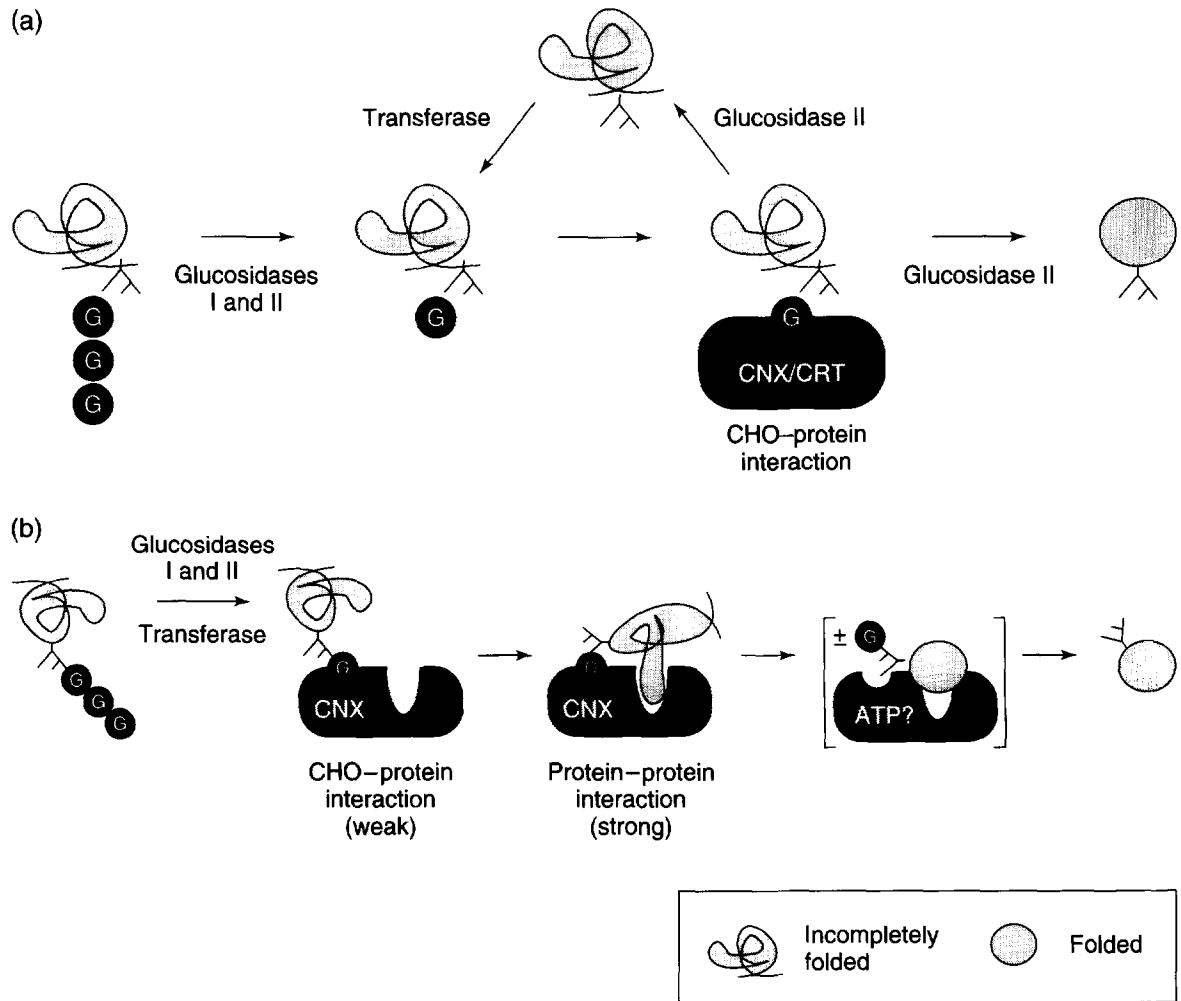 (a)
Transferase
Glucosidase II
Glucosidases
I and II
Glucosidase II
G
G
G
G
G
CNX/CRT
CHO–protein
interaction
(b)
Glucosidases
I and II
Transferase
G
G
G
G
CNX
CHO–protein
interaction
(weak)
G
CNX
Protein–protein
interaction
(strong)
± G
ATP?
Incompletely
folded
Folded